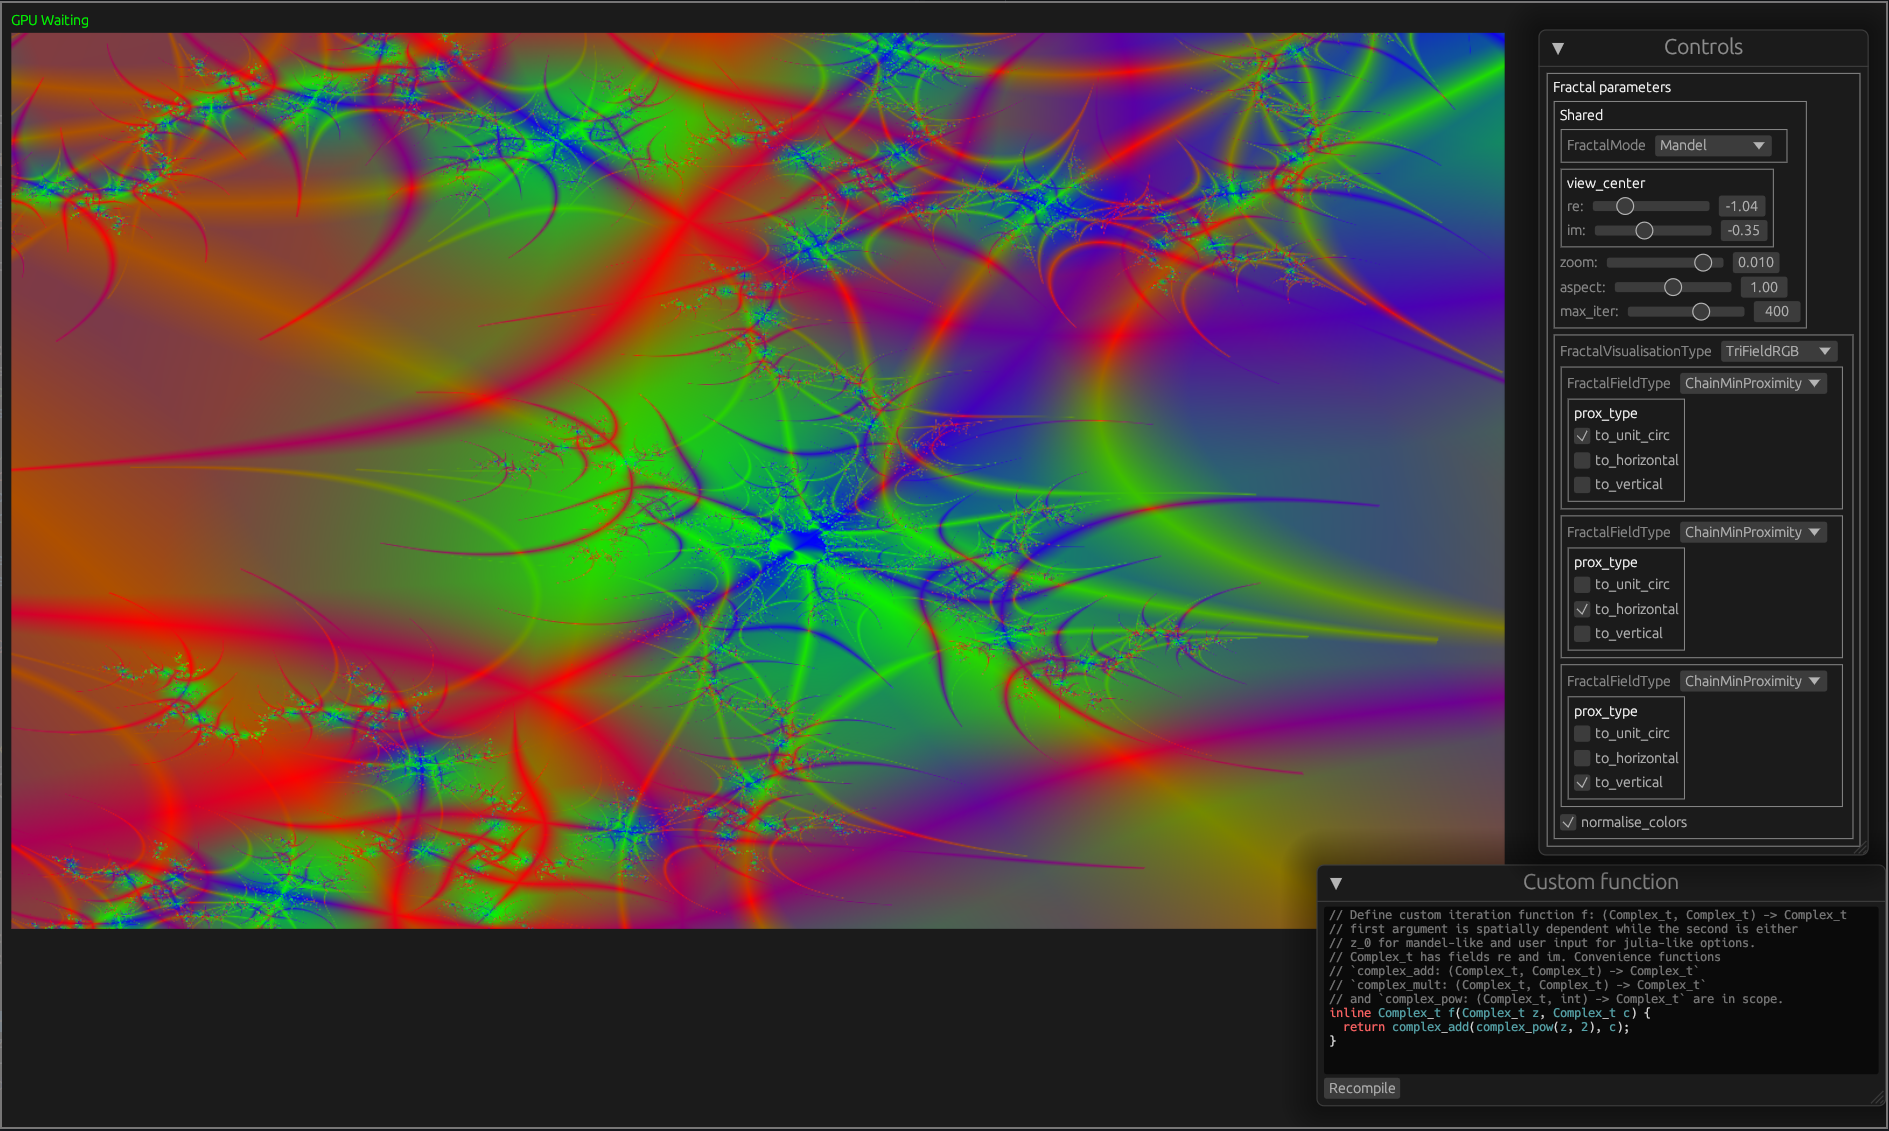 GPU Waiting
Controls
Fractal parameters
Shared
FractalMode Mandel
view_center
re: -1.04
im: -0.35
zoom: 0.010
aspect: 1.00
max_iter: 400
FractalVisualisationType TriFieldRGB
FractalFieldType ChainMinProximity
prox_type
to_unit_circ
to_horizontal
to_vertical
FractalFieldType ChainMinProximity
prox_type
to_unit_circ
to_horizontal
to_vertical
FractalFieldType ChainMinProximity
prox_type
to_unit_circ
to_horizontal
to_vertical
normalise_colors
Custom function
// Define custom iteration function f: (Complex_t, Complex_t) -> Complex_t
// first argument is spatially dependent while the second is either
// z_0 for mandel-like and user input for julia-like options.
// Complex_t has fields re and im. Convenience functions
// `complex_add: (Complex_t, Complex_t) -> Complex_t`
// `complex_mult: (Complex_t, Complex_t) -> Complex_t`
// and `complex_pow: (Complex_t, int) -> Complex_t` are in scope.
inline Complex_t f(Complex_t z, Complex_t c) {
  return complex_add(complex_pow(z, 2), c);
}
Recompile